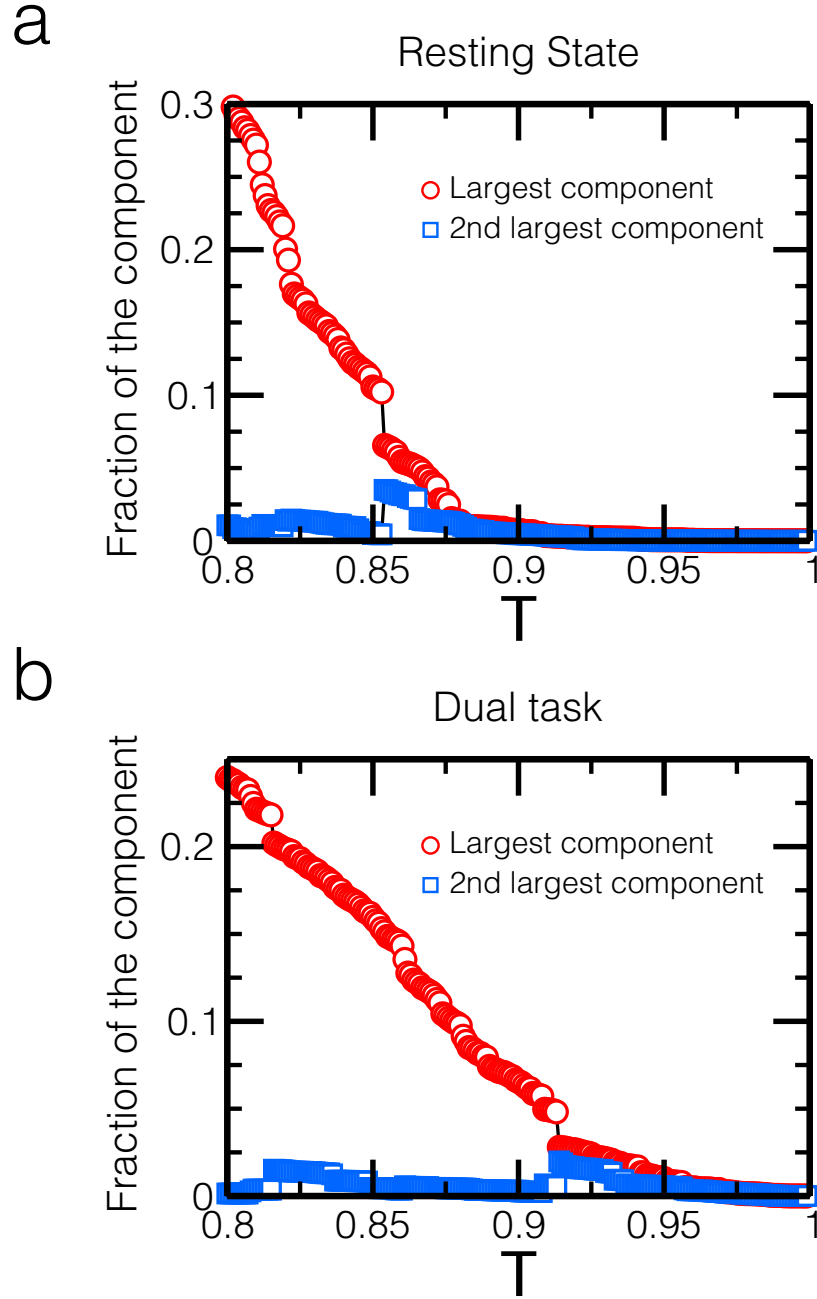 a
Resting State
Fraction of the component
0.3
0.2
0.1
0
Largest component
2nd largest component
0.8 0.85 0.9 0.95 1
T
b
Dual task
Fraction of the component
0.2
0.1
0
Largest component
2nd largest component
0.8 0.85 0.9 0.95 1
T